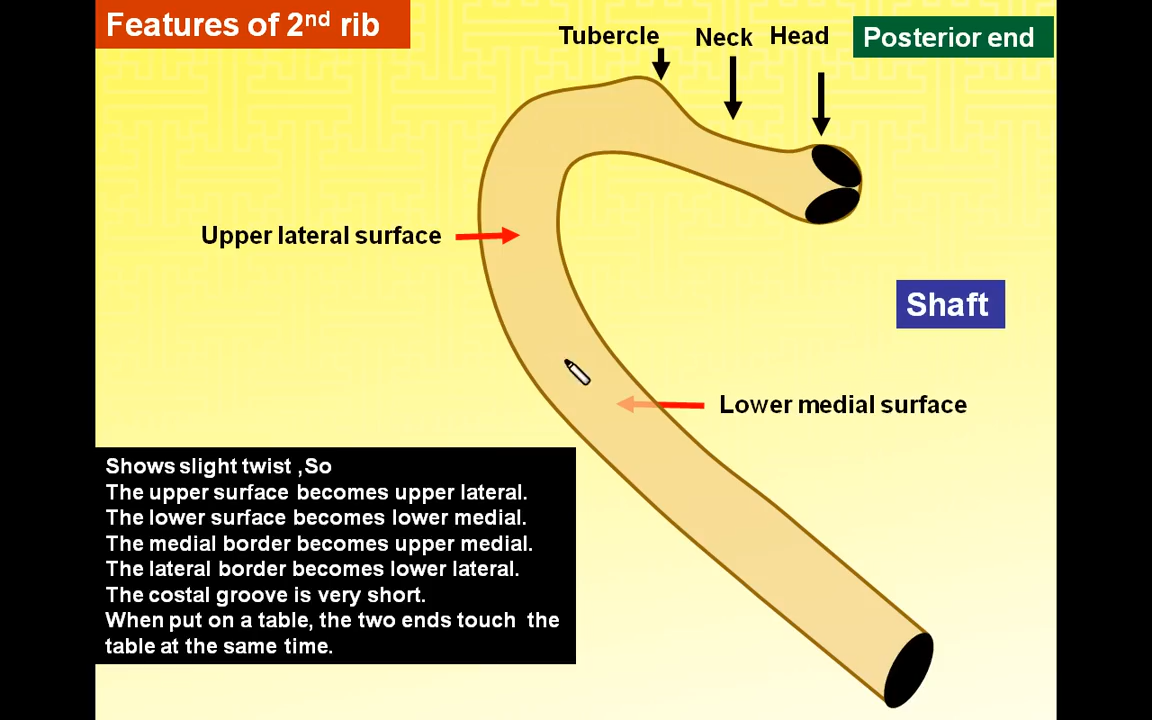 Features of 2nd rib
Tubercle Neck Head
Posterior end
Upper lateral surface
Shaft
Lower medial surface
Shows slight twist ,So
The upper surface becomes upper lateral.
The lower surface becomes lower medial.
The medial border becomes upper medial.
The lateral border becomes lower lateral.
The costal groove is very short.
When put on a table, the two ends touch the
table at the same time.